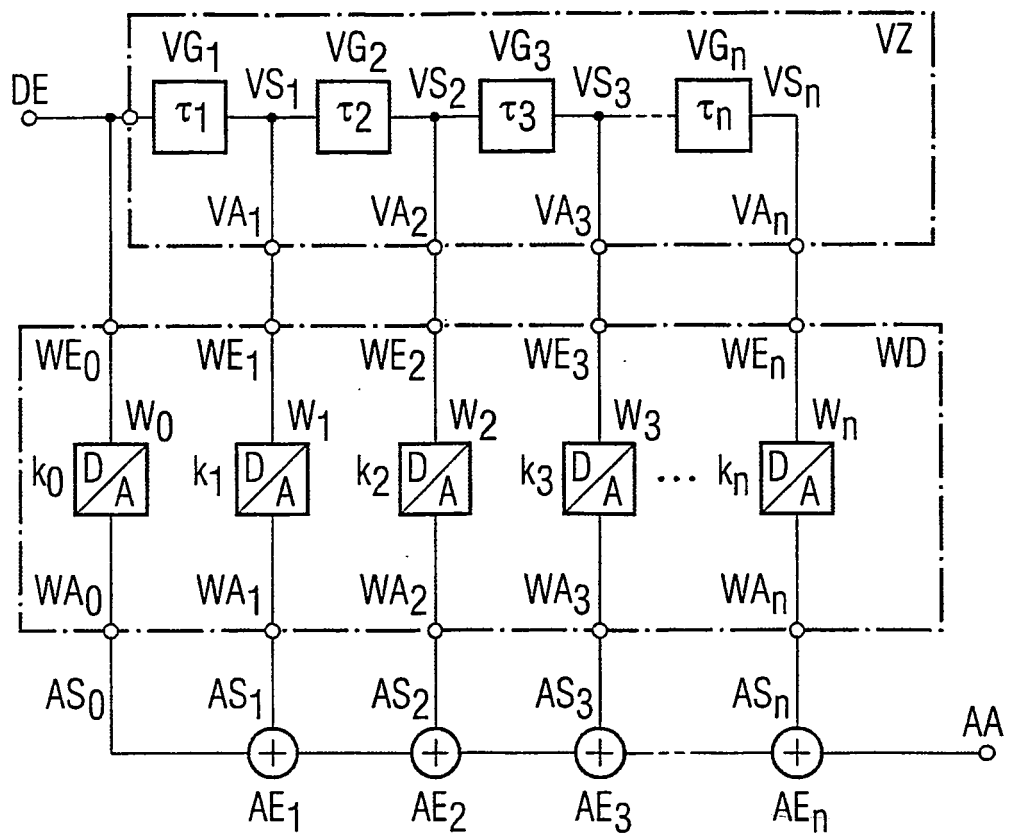 VG1 VG2 VG3 VGn VZ
DE VS1 VS2 VS3 VSn
τ1 τ2 τ3 τn
VA1 VA2 VA3 VAn
WE0 WE1 WE2 WE3 WEn WD
W0 W1 W2 W3 Wn
k0 D/A k1 D/A k2 D/A k3 D/A ... kn D/A
WA0 WA1 WA2 WA3 WAn
AS0 AS1 AS2 AS3 ASn AA
+ + + +
AE1 AE2 AE3 AEn